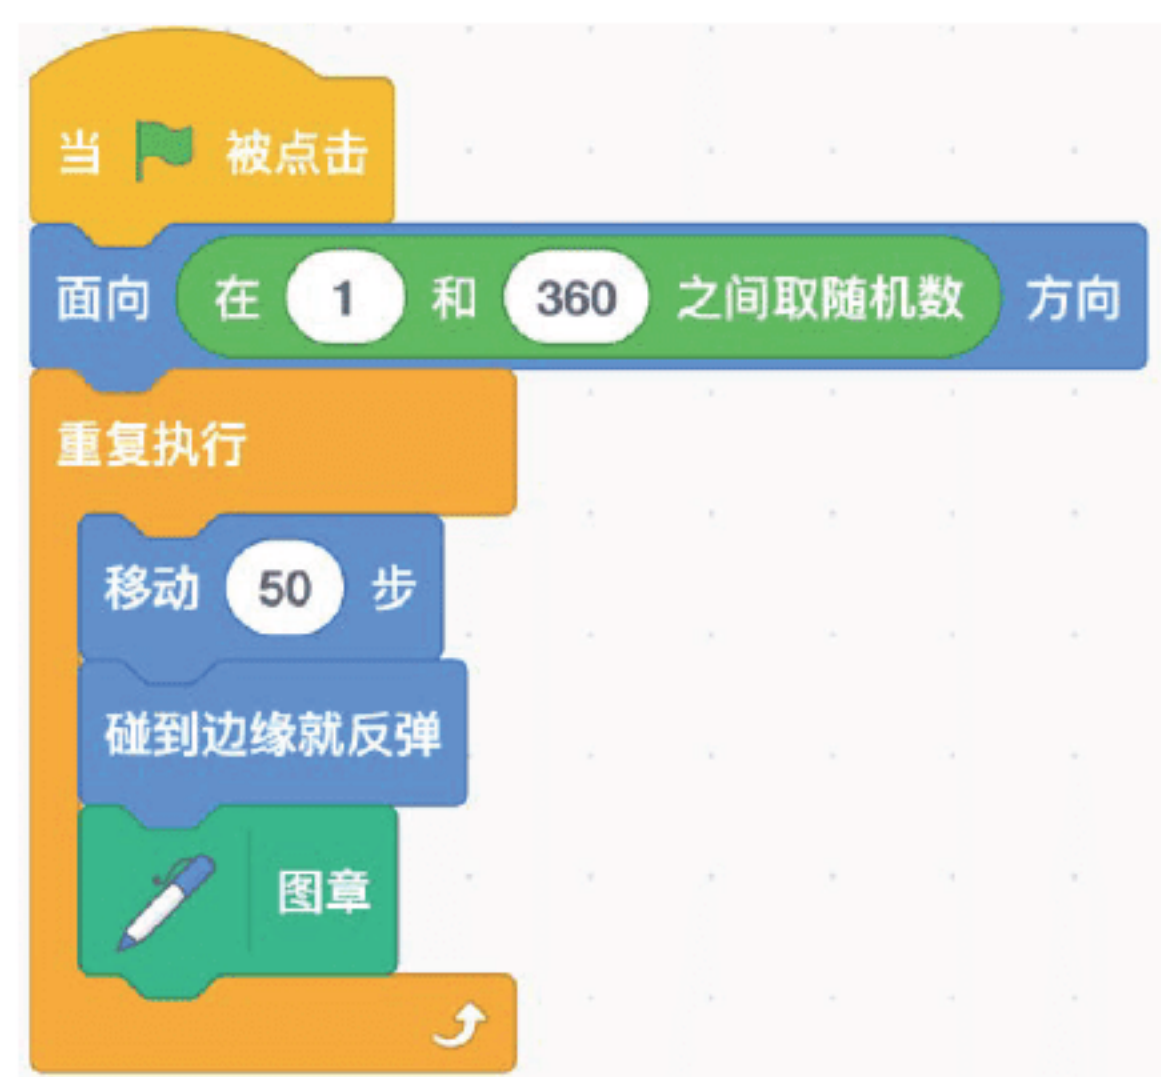 当 被点击
面向 在 1 和 360 之间取随机数 方向
重复执行
移动 50 步
碰到边缘就反弹
图章